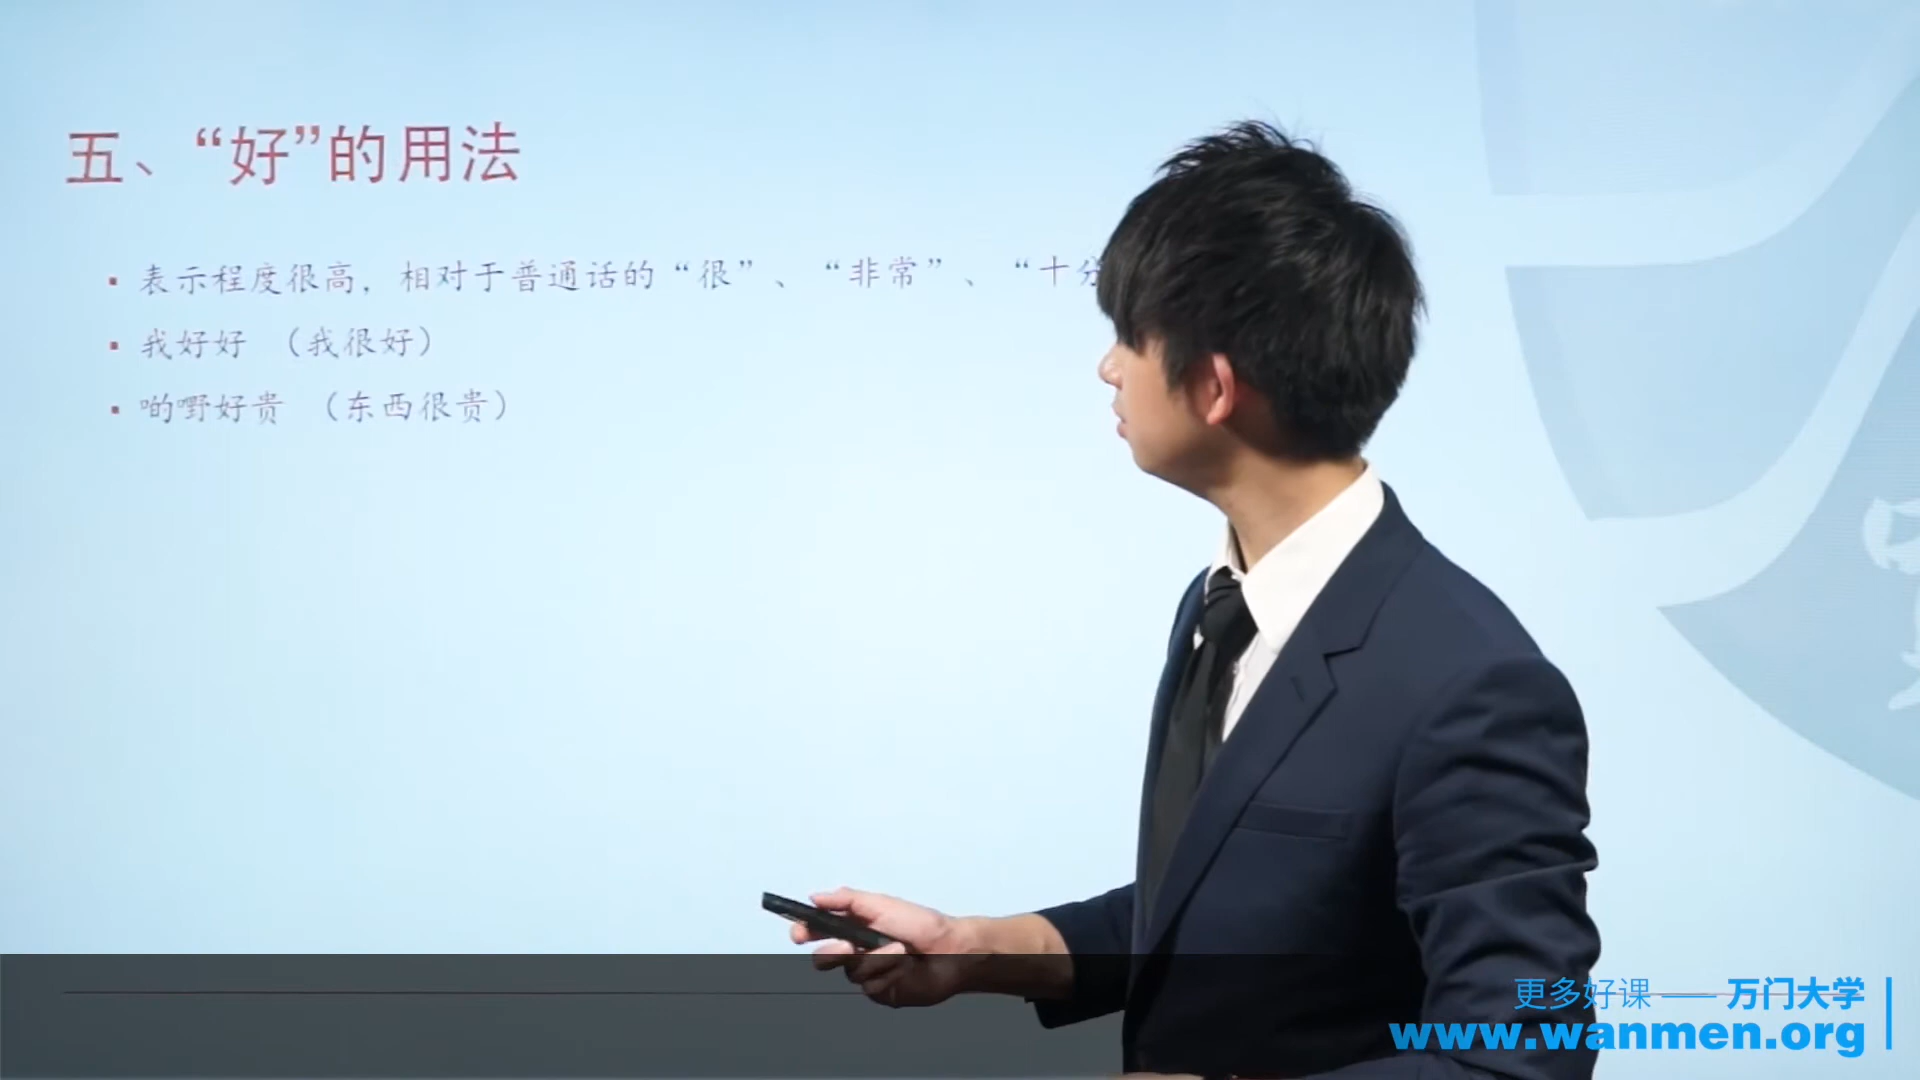 五、“好”的用法
▪ 表示程度很高，相对于普通话的“很”、“非常”、“十分
▪ 我好好 （我很好）
▪ 啲嘢好贵 （东西很贵）
更多好课 —— 万门大学
www.wanmen.org